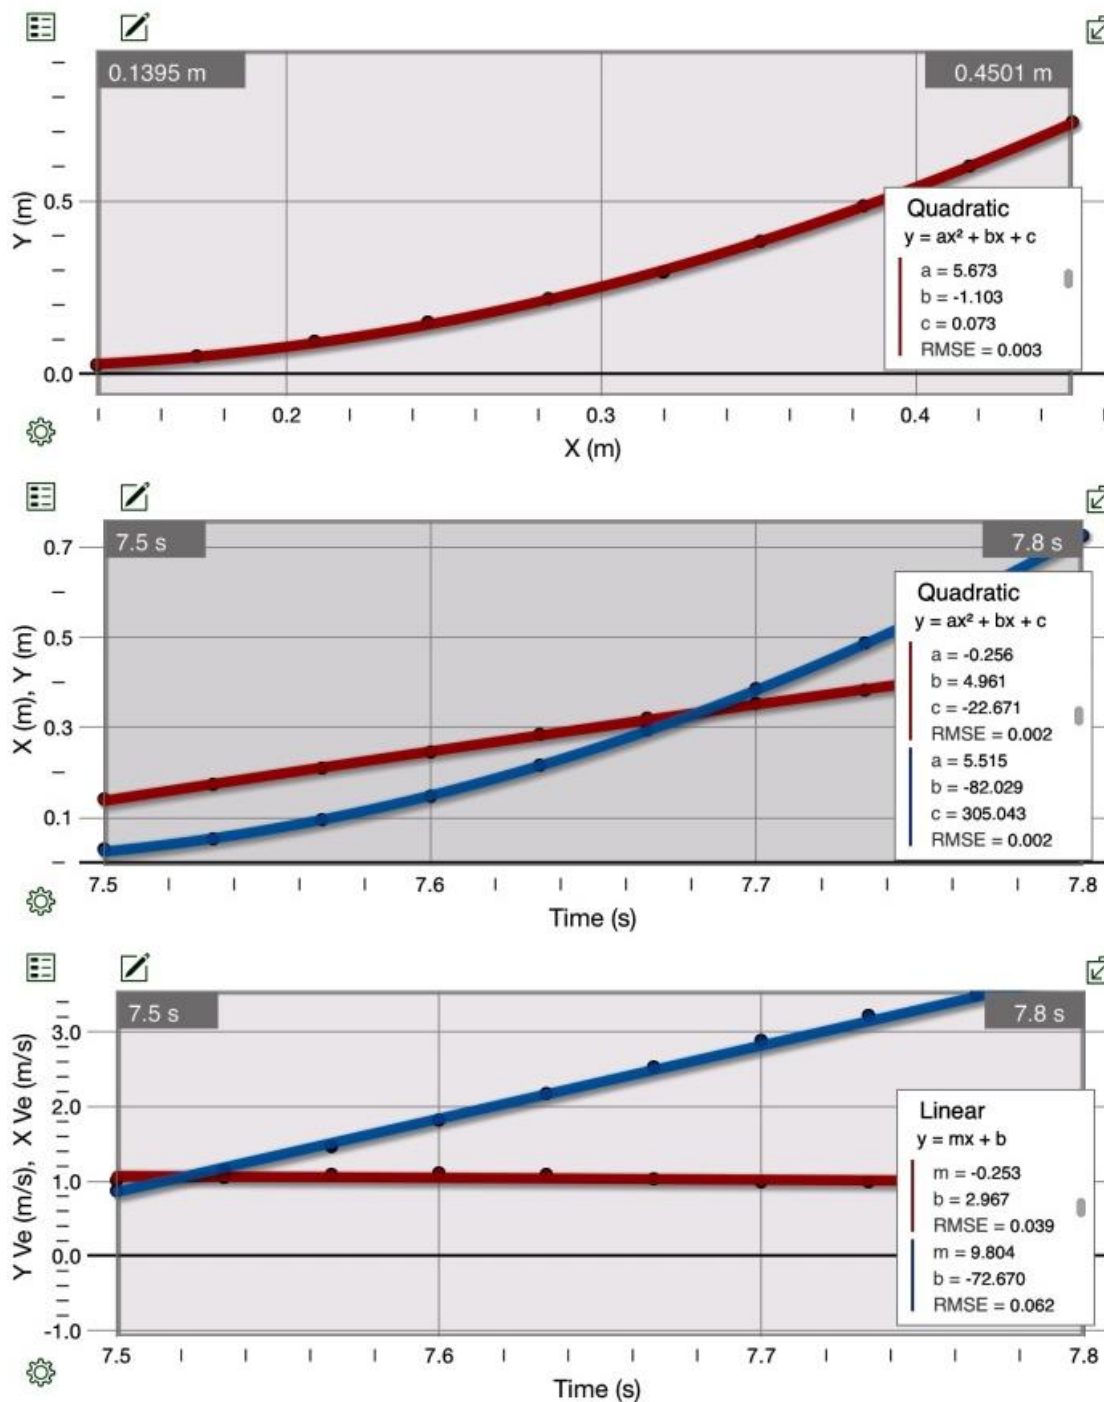 0.1395 m
0.4501 m
0.5
0.0
Y (m)
Quadratic
y = ax² + bx + c
a = 5.673
b = -1.103
c = 0.073
RMSE = 0.003
0.2
0.3
0.4
X (m)
7.5 s
7.8 s
0.7
0.5
0.3
0.1
X (m), Y (m)
Quadratic
y = ax² + bx + c
a = -0.256
b = 4.961
c = -22.671
RMSE = 0.002
a = 5.515
b = -82.029
c = 305.043
RMSE = 0.002
7.5
7.6
7.7
7.8
Time (s)
7.5 s
7.8 s
3.0
2.0
1.0
0.0
-1.0
Y Ve (m/s), X Ve (m/s)
Linear
y = mx + b
m = -0.253
b = 2.967
RMSE = 0.039
m = 9.804
b = -72.670
RMSE = 0.062
7.5
7.6
7.7
7.8
Time (s)